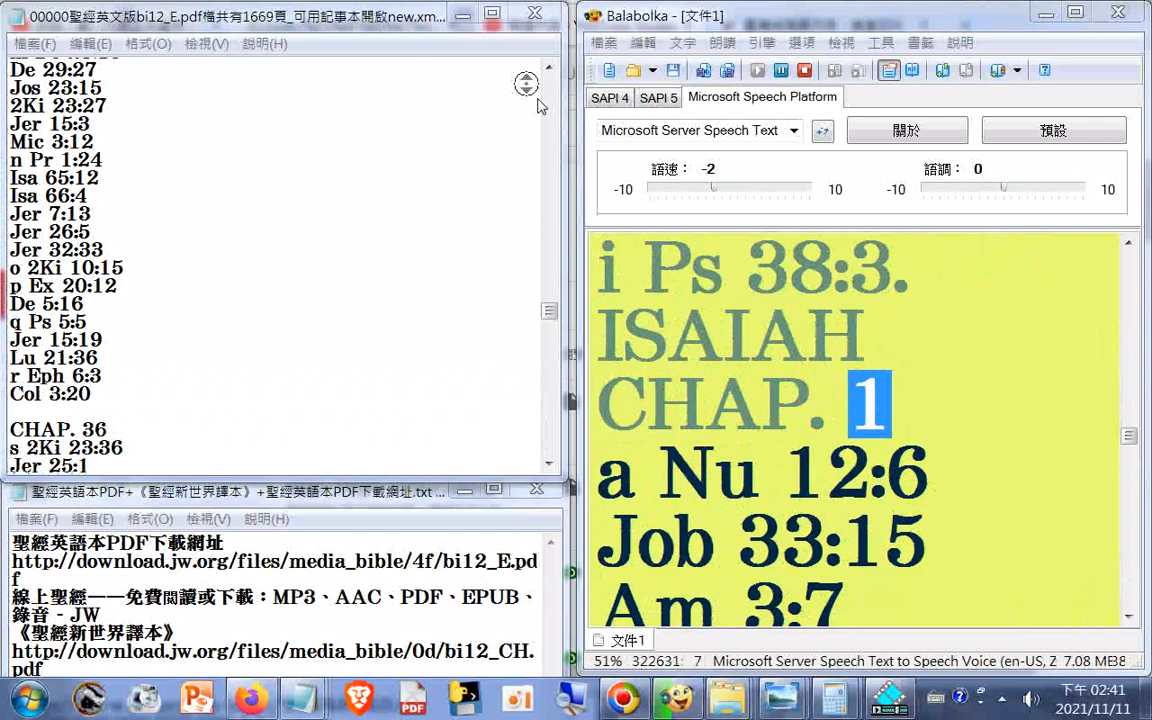 00000聖經英文版bi12_E.pdf檔共有1669頁_可用記事本開啟new.xm...
檔案(F) 編輯(E) 格式(O) 檢視(V) 說明(H)
De 29:27
Jos 23:15
2Ki 23:27
Jer 15:3
Mic 3:12
n Pr 1:24
Isa 65:12
Isa 66:4
Jer 7:13
Jer 26:5
Jer 32:33
o 2Ki 10:15
p Ex 20:12
De 5:16
q Ps 5:5
Jer 15:19
Lu 21:36
r Eph 6:3
Col 3:20
CHAP. 36
s 2Ki 23:36
Jer 25:1
聖經英語本PDF+《聖經新世界譯本》+聖經英語本PDF下載網址.txt ...
檔案(F) 編輯(E) 格式(O) 檢視(V) 說明(H)
聖經英語本PDF下載網址
http://download.jw.org/files/media_bible/4f/bi12_E.pd
f
線上聖經——免費閱讀或下載：MP3、AAC、PDF、EPUB、
錄音 - JW
《聖經新世界譯本》
http://download.jw.org/files/media_bible/0d/bi12_CH.
pdf
Balabolka - [文件1]
檔案 編輯 文字 朗讀 引擎 選項 檢視 工具 書籤 說明
SAPI 4 SAPI 5 Microsoft Speech Platform
Microsoft Server Speech Text 關於 預設
語速： -2 語調： 0
-10 10 -10 10
i Ps 38:3.
ISAIAH
CHAP. 1
a Nu 12:6
Job 33:15
Am 3:7
文件1
51% 322631: 7 Microsoft Server Speech Text to Speech Voice (en-US, Z 7.08 MB
下午 02:41
2021/11/11